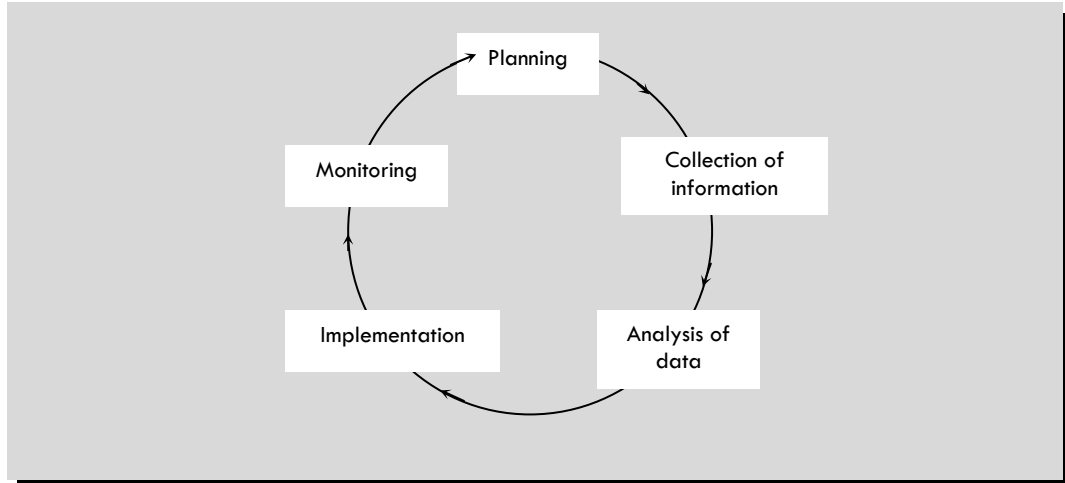 Planning
Collection of
information
Analysis of
data
Implementation
Monitoring